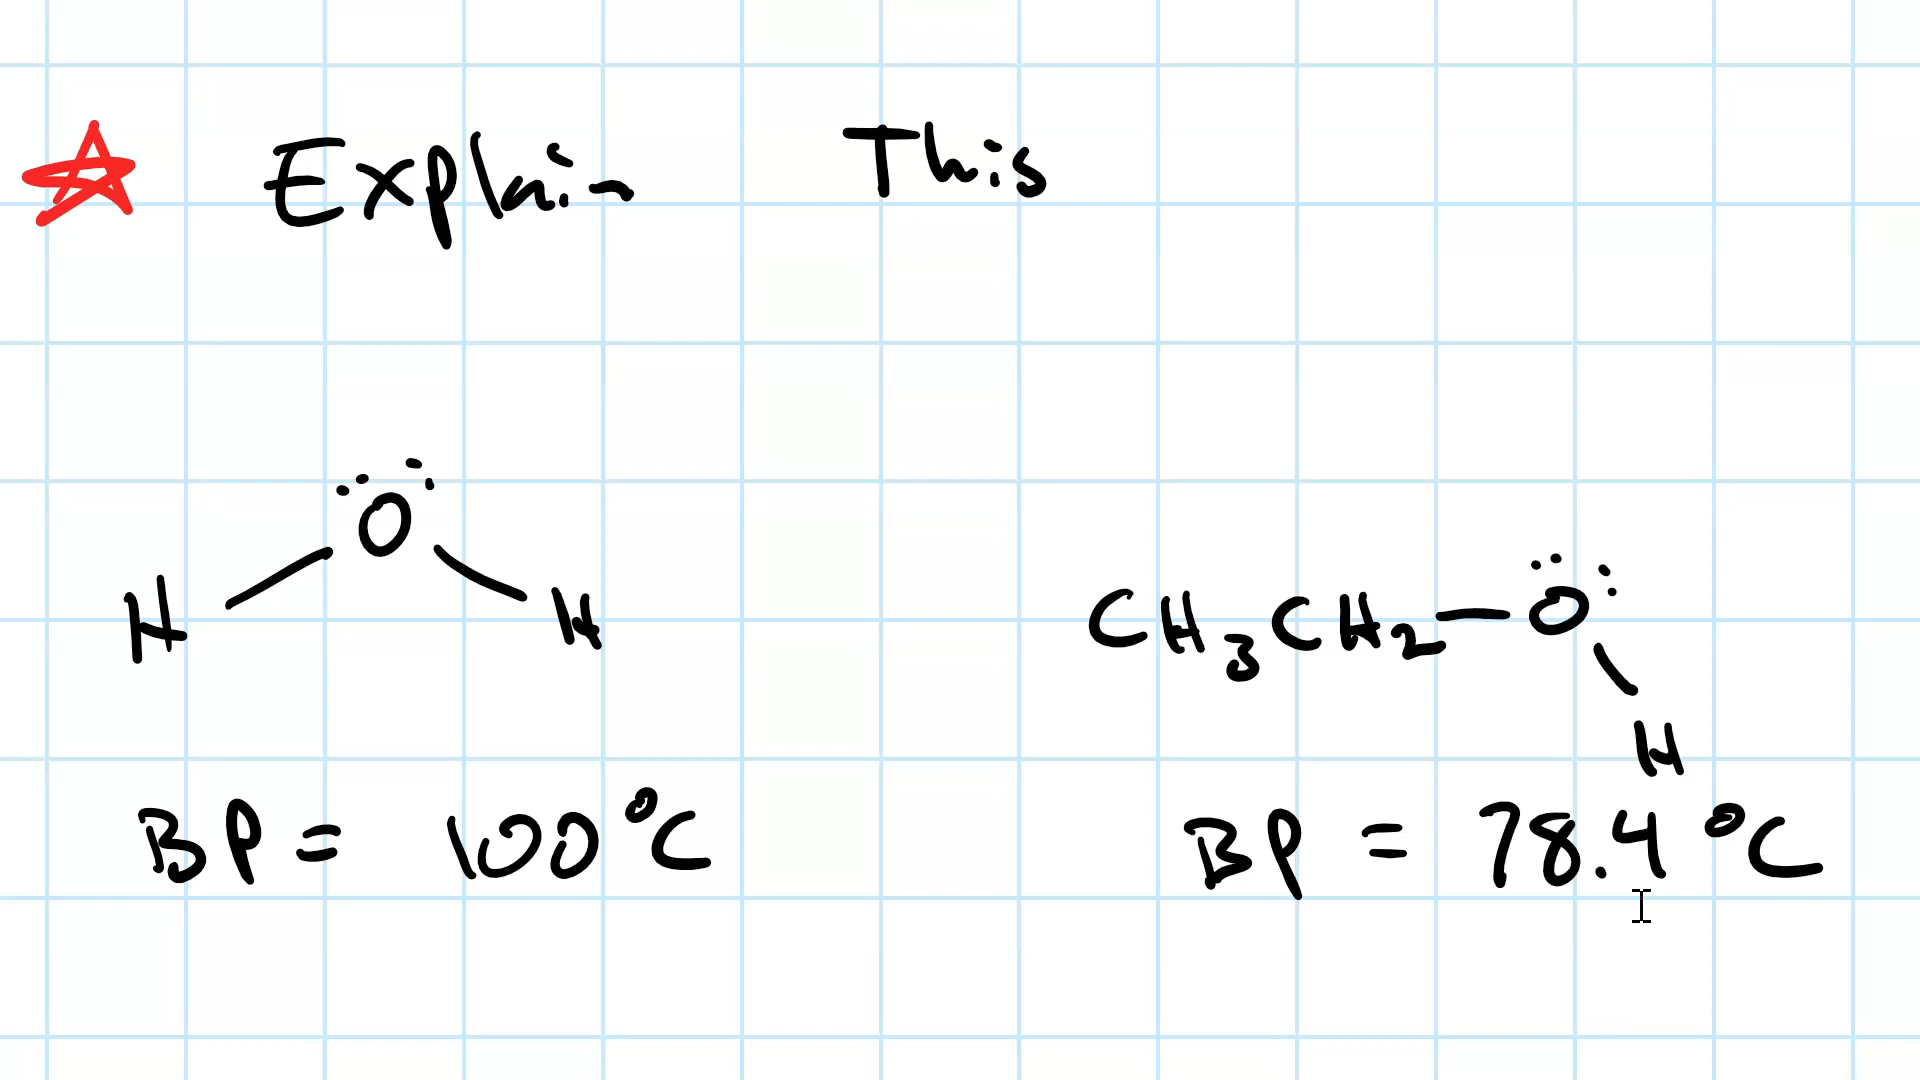 Explain This
H O H
CH₃CH₂-O
H
BP = 100°C
BP = 78.4 °C